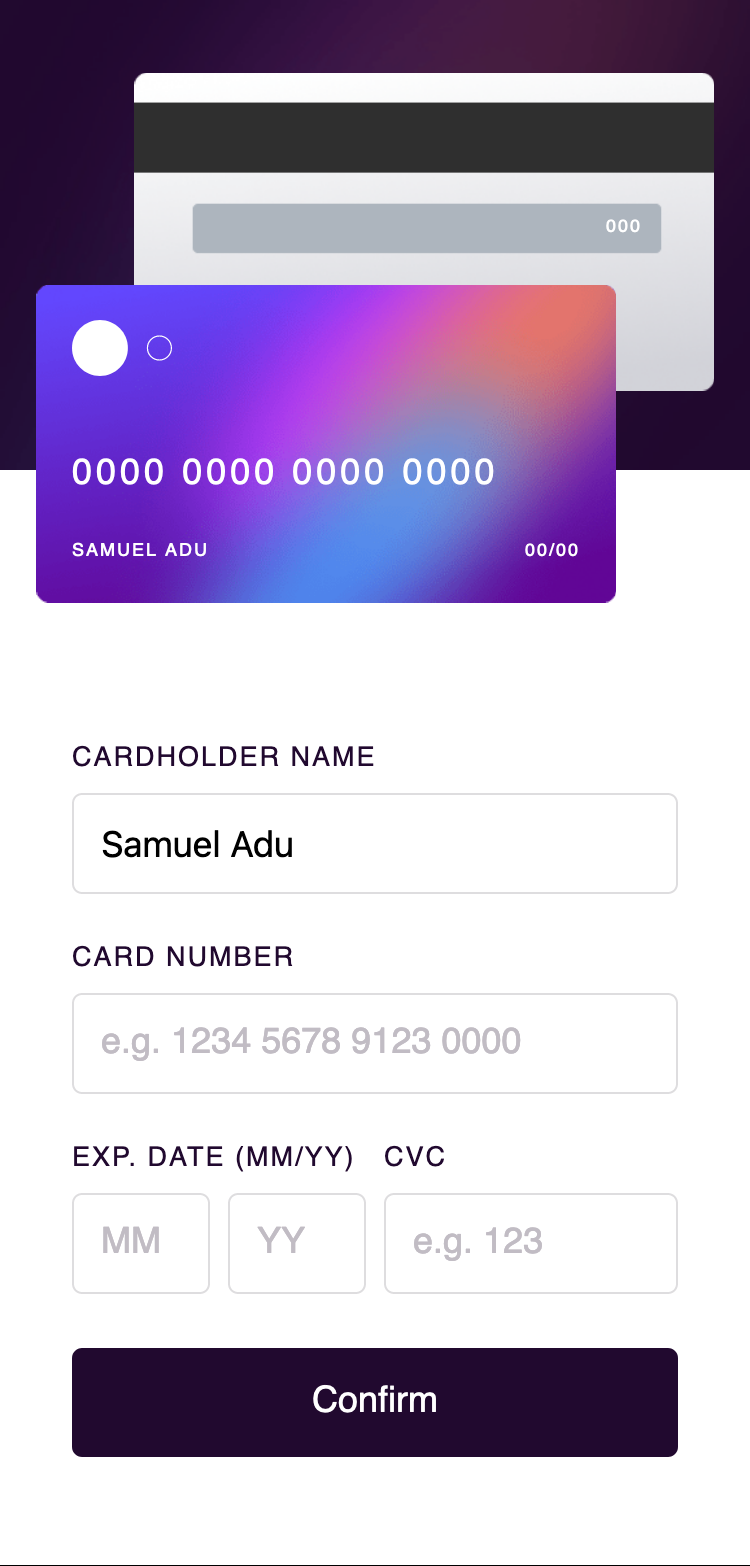 000
0000 0000 0000 0000
SAMUEL ADU 00/00
CARDHOLDER NAME
Samuel Adu
CARD NUMBER
e.g. 1234 5678 9123 0000
EXP. DATE (MM/YY) CVC
MM YY e.g. 123
Confirm